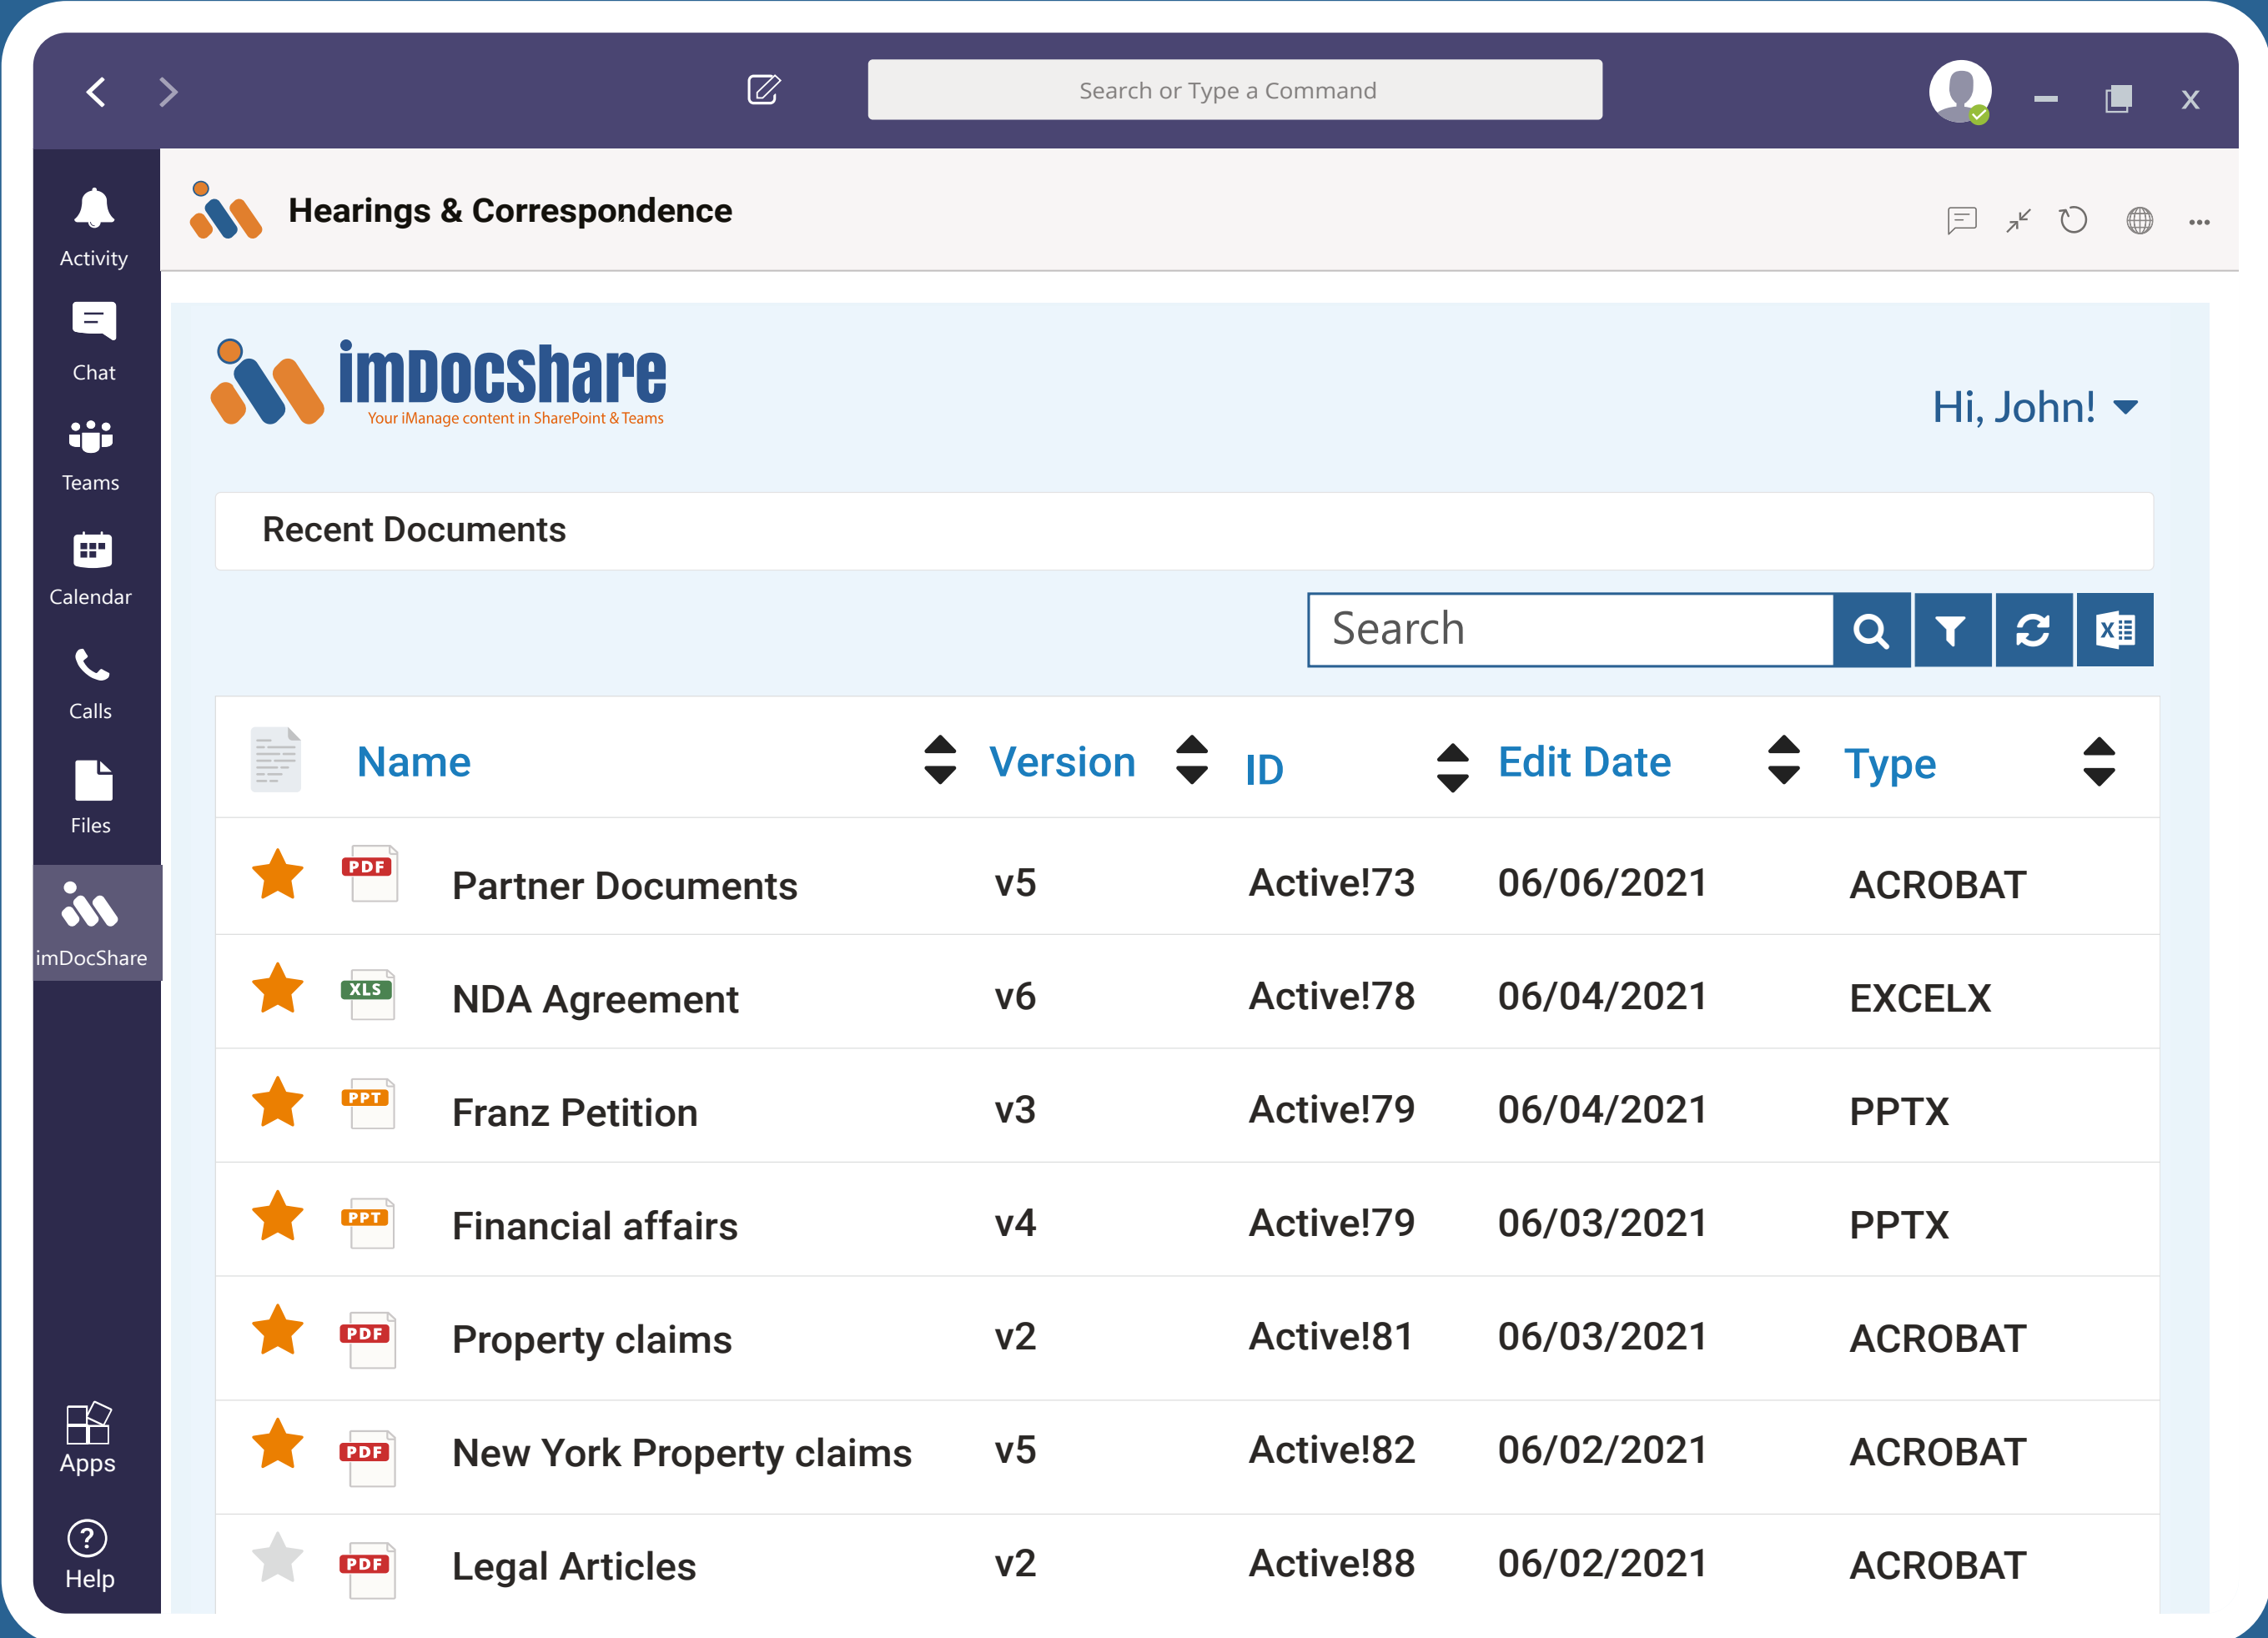 Search or Type a Command
x
Activity
Chat
Teams
Calendar
Calls
Files
imDocShare
Apps
?
Help
Hearings & Correspondence
imDocShare
Your iManage content in SharePoint & Teams
Hi, John!
Recent Documents
Search
X
Name Version ID Edit Date Type
PDF Partner Documents v5 Active!73 06/06/2021 ACROBAT
XLS NDA Agreement v6 Active!78 06/04/2021 EXCELX
PPT Franz Petition v3 Active!79 06/04/2021 PPTX
PPT Financial affairs v4 Active!79 06/03/2021 PPTX
PDF Property claims v2 Active!81 06/03/2021 ACROBAT
PDF New York Property claims v5 Active!82 06/02/2021 ACROBAT
PDF Legal Articles v2 Active!88 06/02/2021 ACROBAT